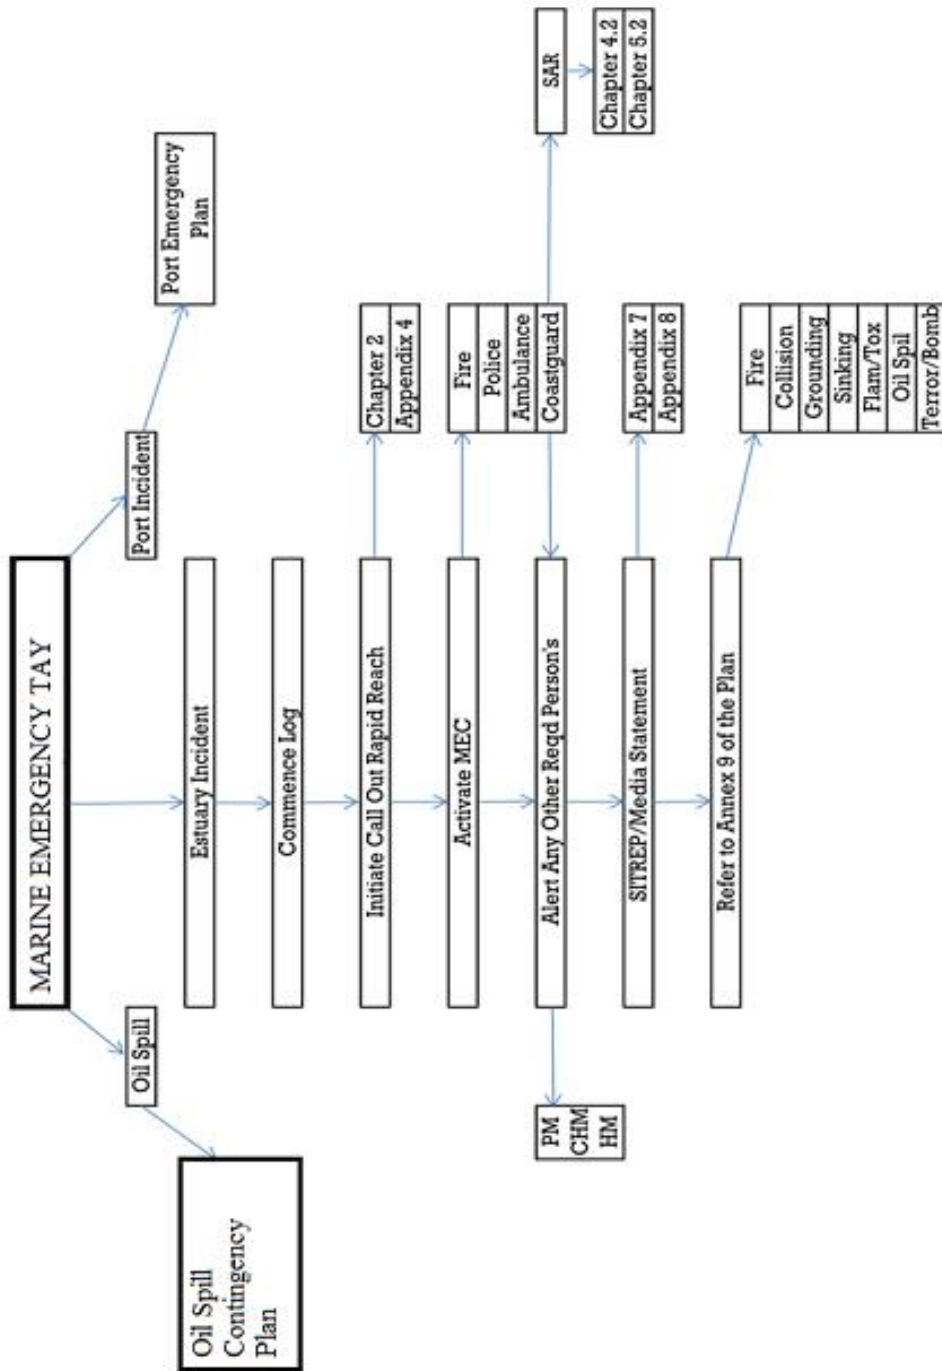 MARINE EMERGENCY TAY
Oil Spill
Port Incident
Oil Spill
Contingency
Plan
Port Emergency
Plan
Estuary Incident
Commence Log
Initiate Call Out Rapid Reach
Chapter 2
Appendix 4
Activate MEC
Fire
Police
Ambulance
Coastguard
Alert Any Other Reqd Person's
PM
CHM
HM
SAR
Chapter 4.2
Chapter 5.2
SITREP/Media Statement
Appendix 7
Appendix 8
Refer to Annex 9 of the Plan
Fire
Collision
Grounding
Sinking
Flam/Tox
Oil Spil
Terror/Bomb